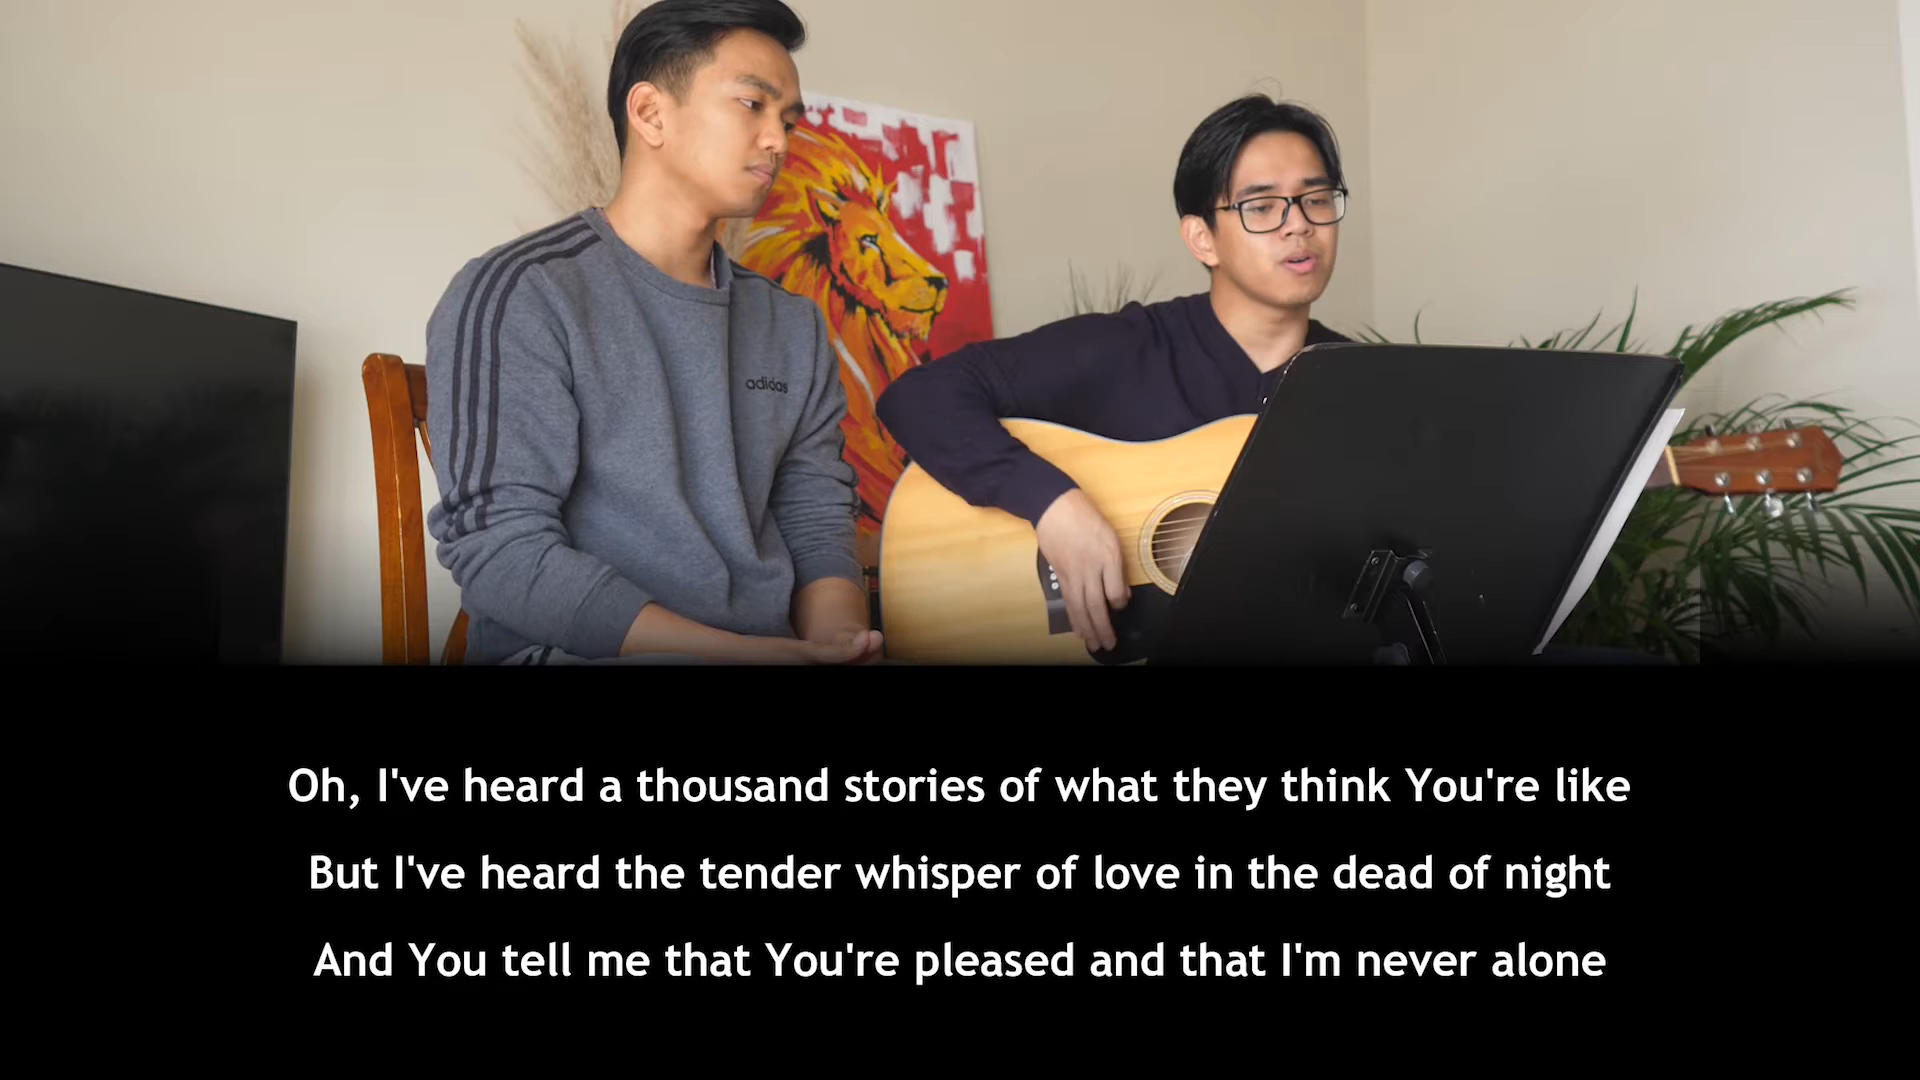 adidas
Oh, I've heard a thousand stories of what they think You're like
But I've heard the tender whisper of love in the dead of night
And You tell me that You're pleased and that I'm never alone